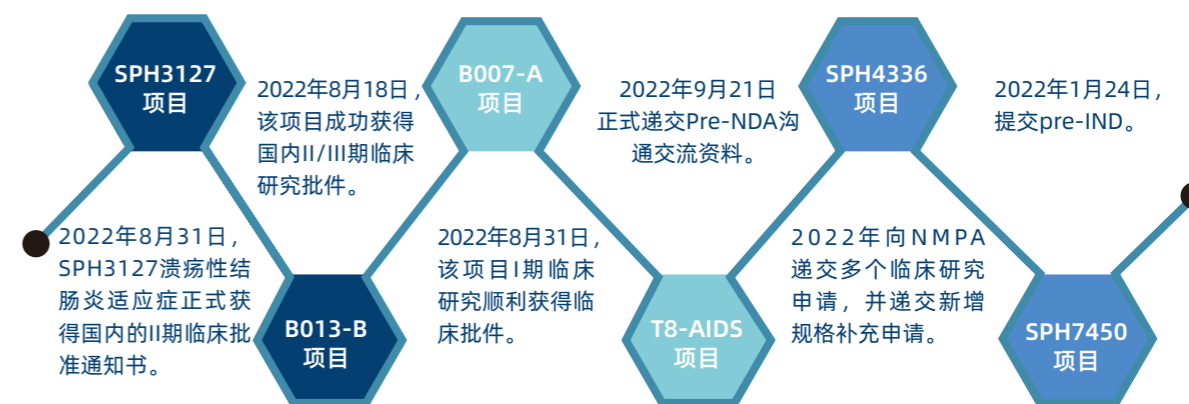 SPH3127
项目
2022年8月31日，
SPH3127溃疡性结
肠炎适应症正式获
得国内的II期临床批
准通知书。
2022年8月18日，
该项目成功获得
国内II/III期临床
研究批件。
B013-B
项目
B007-A
项目
2022年8月31日，
该项目I期临床
研究顺利获得临
床批件。
2022年9月21日
正式递交Pre-NDA沟
通交流资料。
T8-AIDS
项目
SPH4336
项目
2022年向NMPA
递交多个临床研究
申请，并递交新增
规格补充申请。
2022年1月24日，
提交pre-IND。
SPH7450
项目